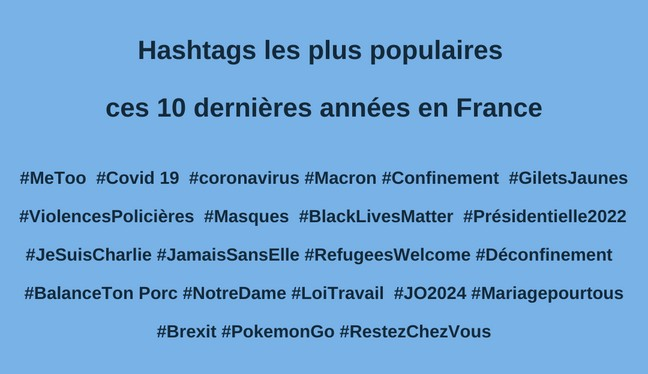 Hashtags les plus populaires
ces 10 dernières années en France
#MeToo #Covid 19 #coronavirus #Macron #Confinement #GiletsJaunes
#ViolencesPolicières #Masques #BlackLivesMatter #Présidentielle2022
#JeSuisCharlie #JamaisSansElle #RefugeesWelcome #Déconfinement
#BalanceTon Porc #NotreDame #LoiTravail #JO2024 #Mariagepourtous
#Brexit #PokemonGo #RestezChezVous